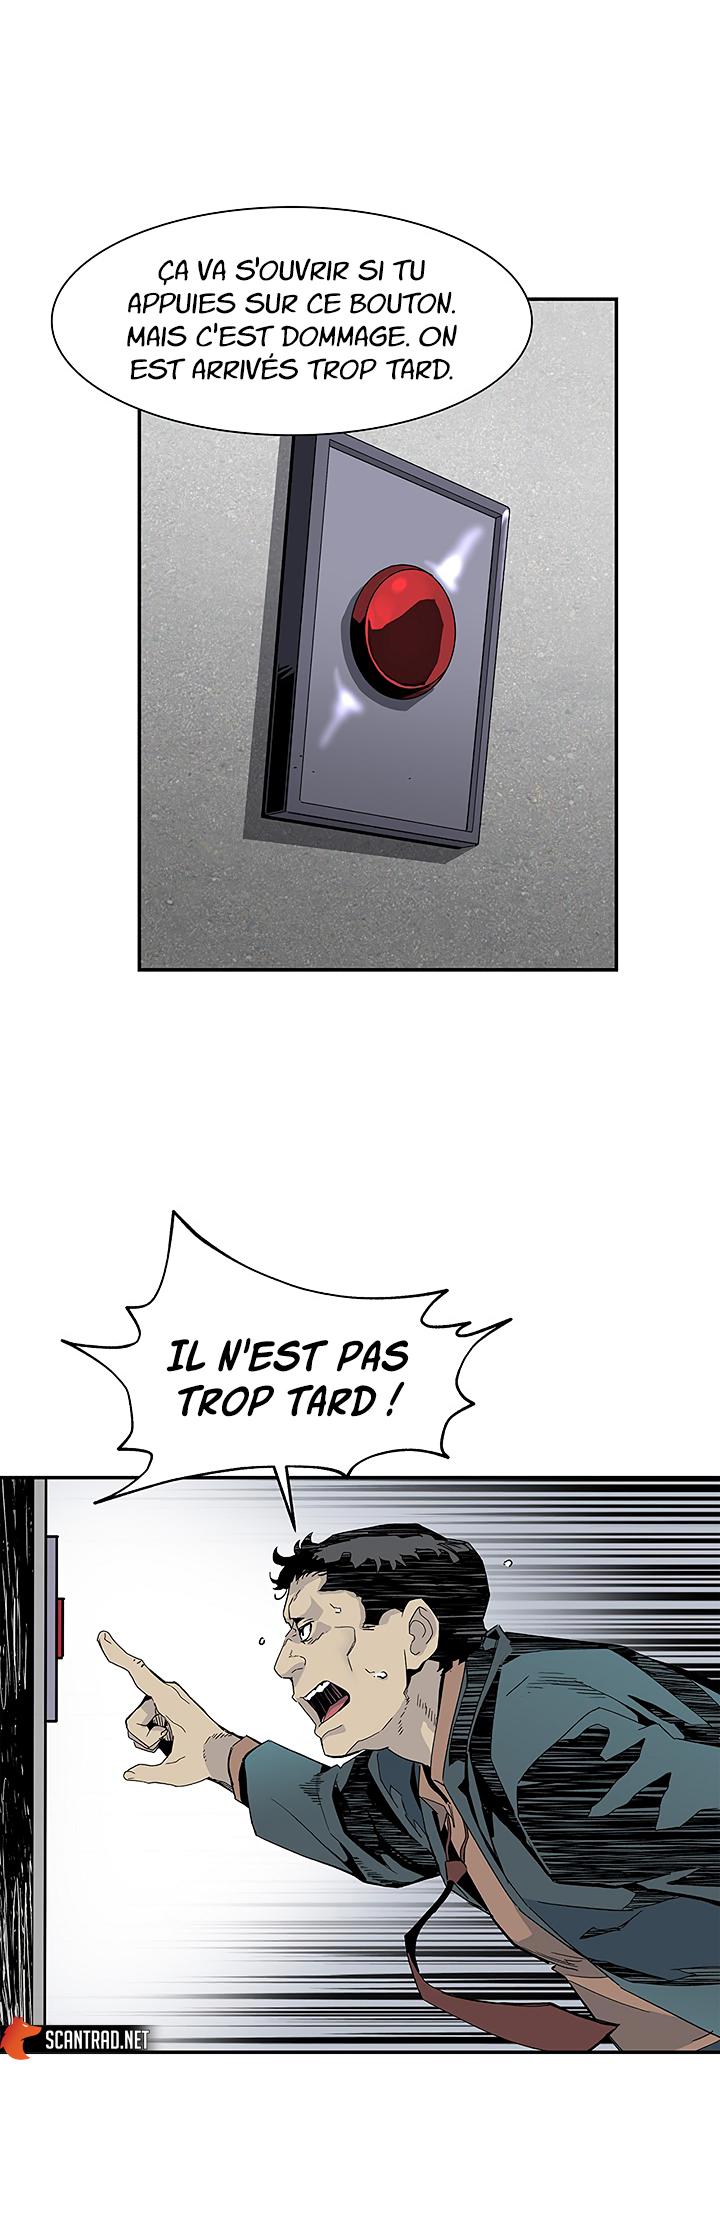 ÇA VA S'OUVRIR SI TU
APPUIES SUR CE BOUTON.
MAIS C'EST DOMMAGE. ON
EST ARRIVÉS TROP TARD.
IL N'EST PAS
TROP TARD !
SCANTRAD.NET